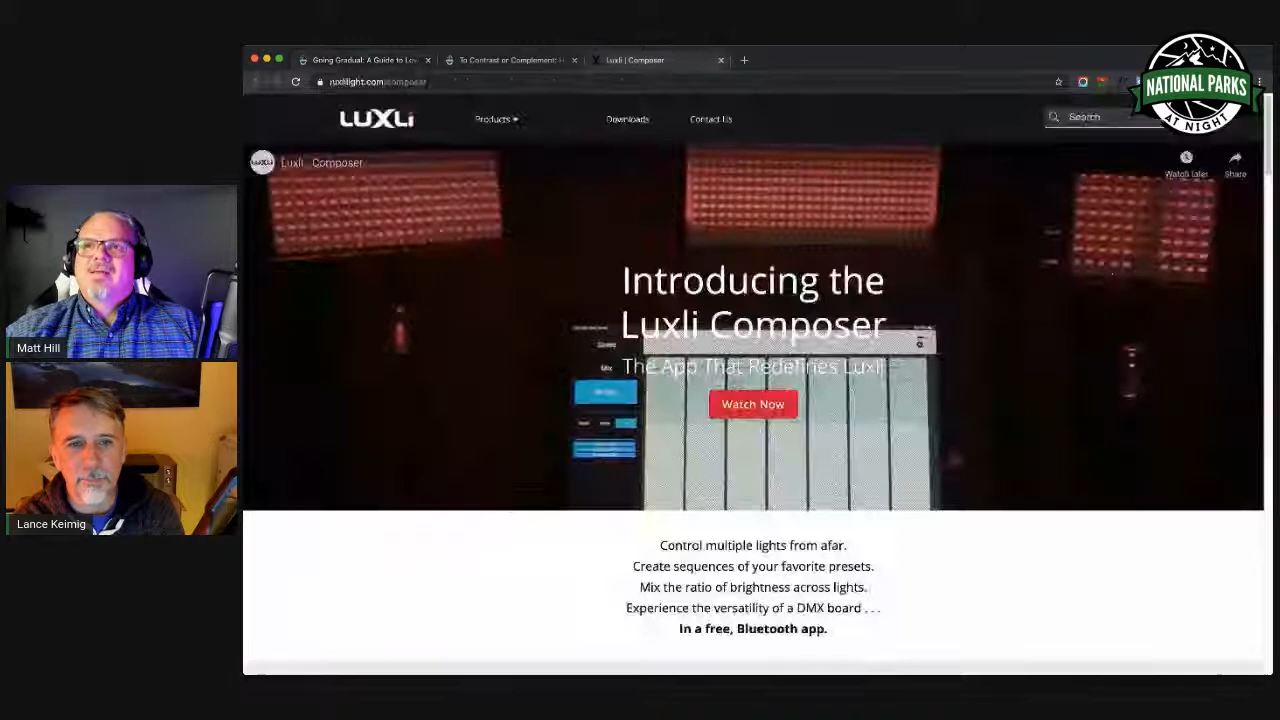 Going Gradual: A Guide to Lo
To Contrast or Complement: H
Luxli | Composer
luxlilight.com/composer
NATIONAL PARKS
AT NIGHT
LUXLI
Products
Downloads
Contact Us
Search
Luxli Composer
Watch later
Share
Introducing the
Luxli Composer
The App That Redefines Luxli
Watch Now
Matt Hill
Lance Keimig
Control multiple lights from afar.
Create sequences of your favorite presets.
Mix the ratio of brightness across lights.
Experience the versatility of a DMX board . . .
In a free, Bluetooth app.